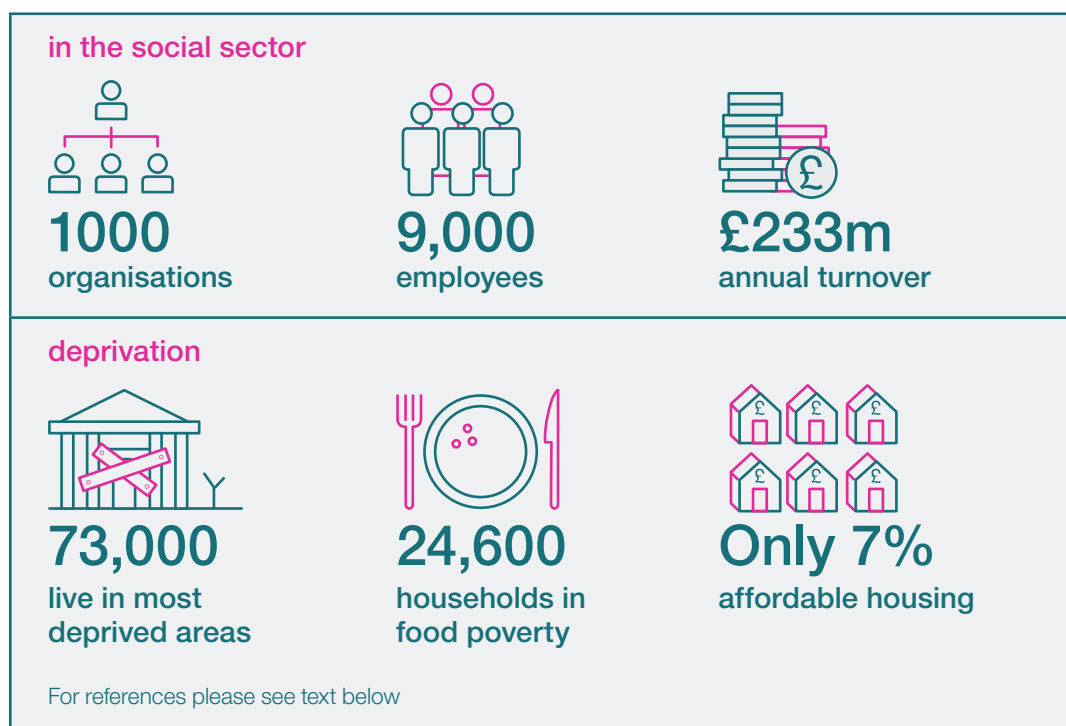 in the social sector
1000
organisations
9,000
employees
£
£233m
annual turnover
deprivation
73,000
live in most
deprived areas
24,600
households in
food poverty
£ £ £
£ £ £
Only 7%
affordable housing
For references please see text below